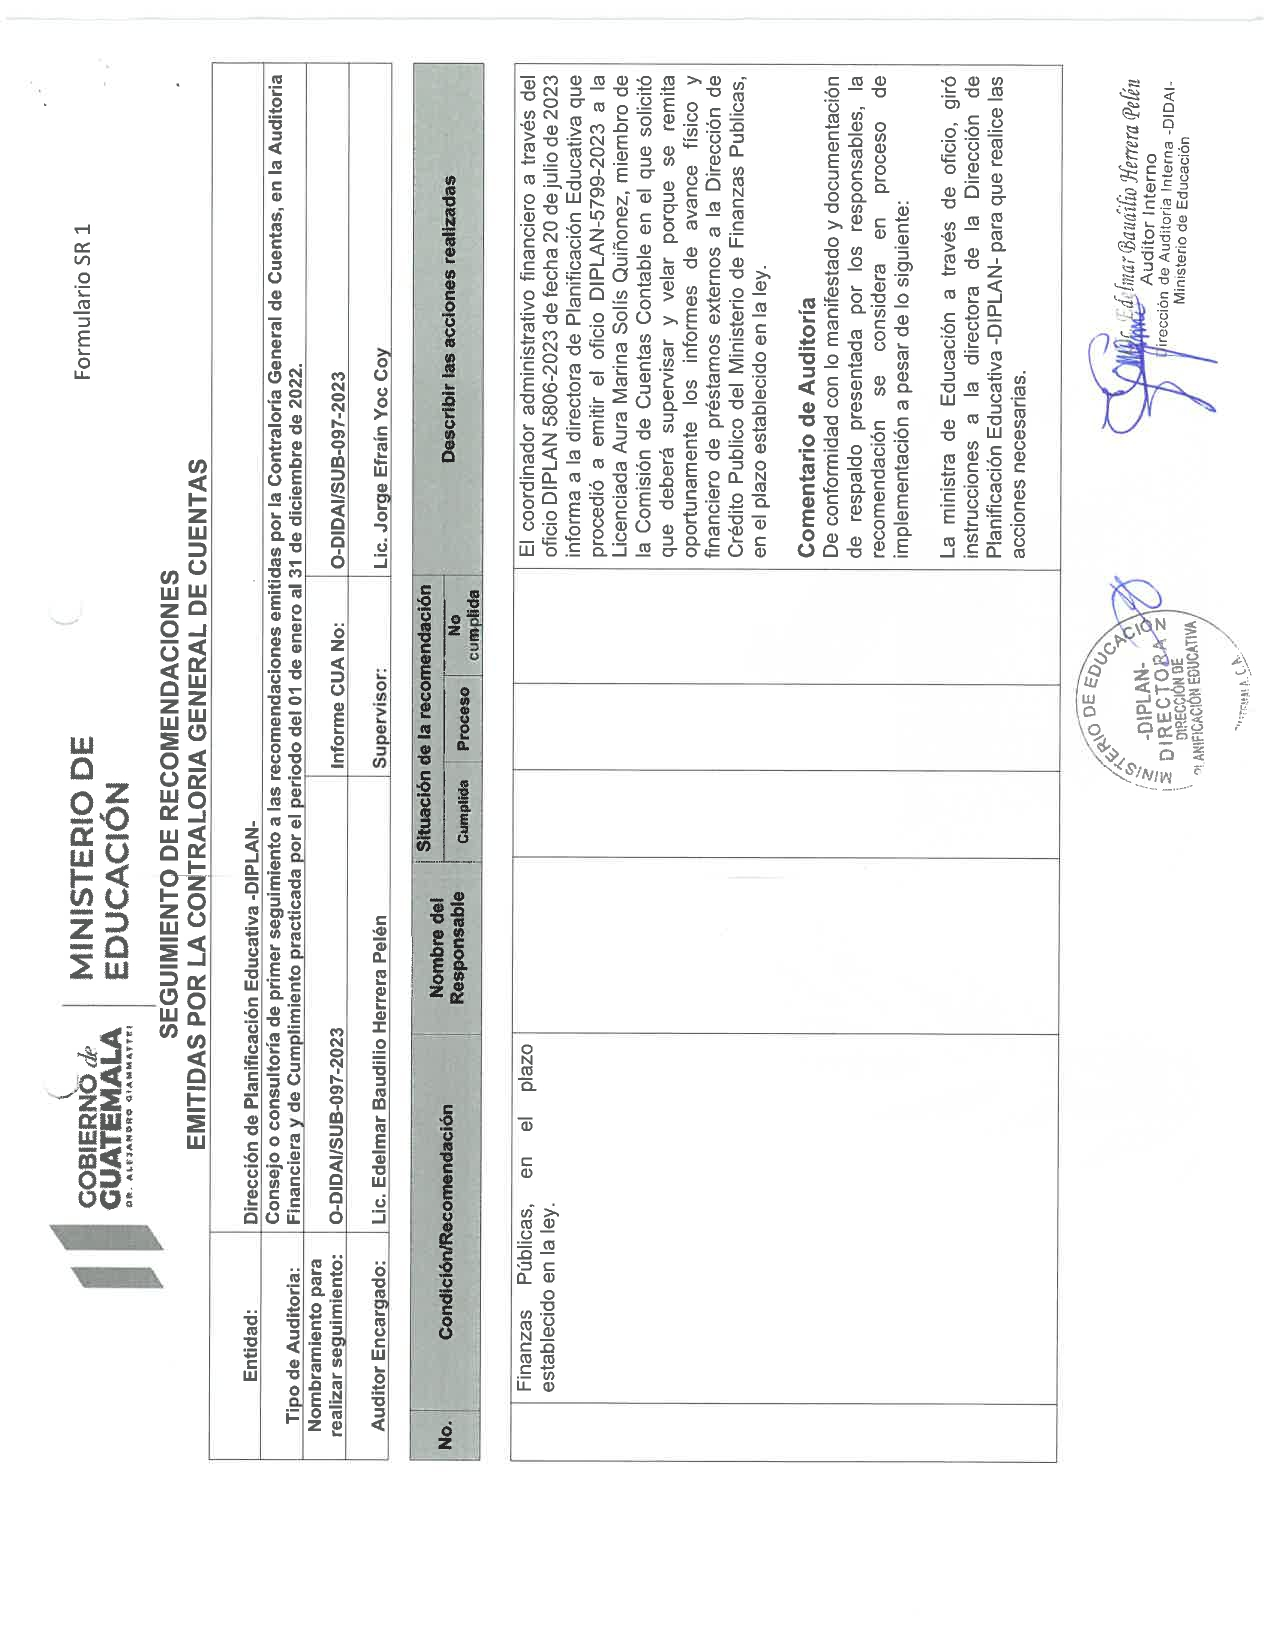 GOBIERNO de
GUATEMALA
DR. ALEJANDRO GIAMMATTEI
MINISTERIO DE
EDUCACIÓN
Formulario SR 1
SEGUIMIENTO DE RECOMENDACIONES
EMITIDAS POR LA CONTRALORIA GENERAL DE CUENTAS
Entidad:
Dirección de Planificación Educativa -DIPLAN-
Tipo de Auditoria:
Consejo o consultoría de primer seguimiento a las recomendaciones emitidas por la Contraloría General de Cuentas, en la Auditoria
Financiera y de Cumplimiento practicada por el periodo del 01 de enero al 31 de diciembre de 2022.
Nombramiento para
realizar seguimiento:
O-DIDAI/SUB-097-2023
Informe CUA No:
O-DIDAI/SUB-097-2023
Auditor Encargado:
Lic. Edelmar Baudilio Herrera Pelén
Supervisor:
Lic. Jorge Efraín Yoc Coy
No.
Condición/Recomendación
Nombre del
Responsable
Situación de la recomendación
Cumplida
Proceso
No
cumplida
Describir las acciones realizadas
Finanzas Públicas, en el plazo
establecido en la ley.
El coordinador administrativo financiero a través del
oficio DIPLAN 5806-2023 de fecha 20 de julio de 2023
informa a la directora de Planificación Educativa que
procedió a emitir el oficio DIPLAN-5799-2023 a la
Licenciada Aura Marina Solís Quiñonez, miembro de
la Comisión de Cuentas Contable en el que solicitó
que deberá supervisar y velar porque se remita
oportunamente los informes de avance físico y
financiero de préstamos externos a la Dirección de
Crédito Publico del Ministerio de Finanzas Publicas,
en el plazo establecido en la ley.
Comentario de Auditoría
De conformidad con lo manifestado y documentación
de respaldo presentada por los responsables, la
recomendación se considera en proceso de
implementación a pesar de lo siguiente:
La ministra de Educación a través de oficio, giró
instrucciones a la directora de la Dirección de
Planificación Educativa -DIPLAN- para que realice las
acciones necesarias.
MINISTERIO DE EDUCACIÓN
-DIPLAN-
DIRECTORA
DIRECCIÓN DE
PLANIFICACIÓN EDUCATIVA
GUATEMALA, C.A.
Edelmar Baudilio Herrera Pelén
Auditor Interno
Dirección de Auditoria Interna -DIDAI-
Ministerio de Educación